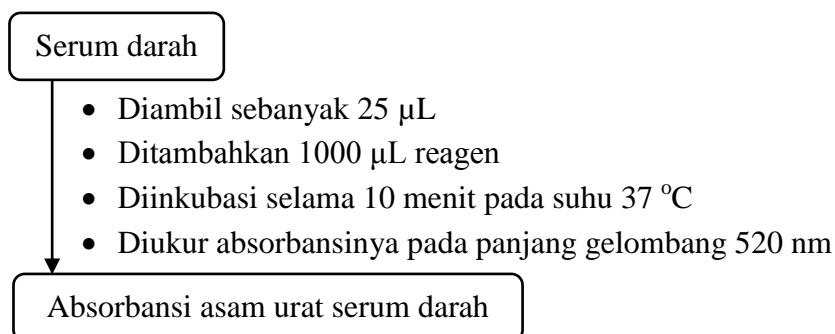 Serum darah
• Diambil sebanyak 25 µL
• Ditambahkan 1000 µL reagen
• Diinkubasi selama 10 menit pada suhu 37 °C
• Diukur absorbansinya pada panjang gelombang 520 nm
Absorbansi asam urat serum darah